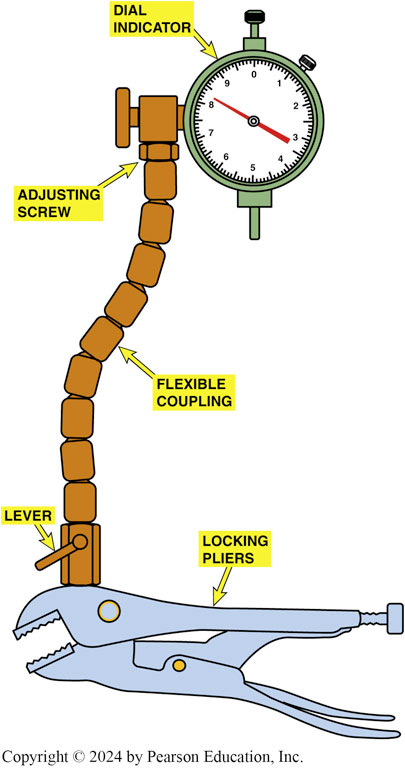 DIAL
INDICATOR
0
1
2
3
4
5
6
7
8
9
ADJUSTING
SCREW
FLEXIBLE
COUPLING
LEVER
LOCKING
PLIERS
Copyright © 2024 by Pearson Education, Inc.